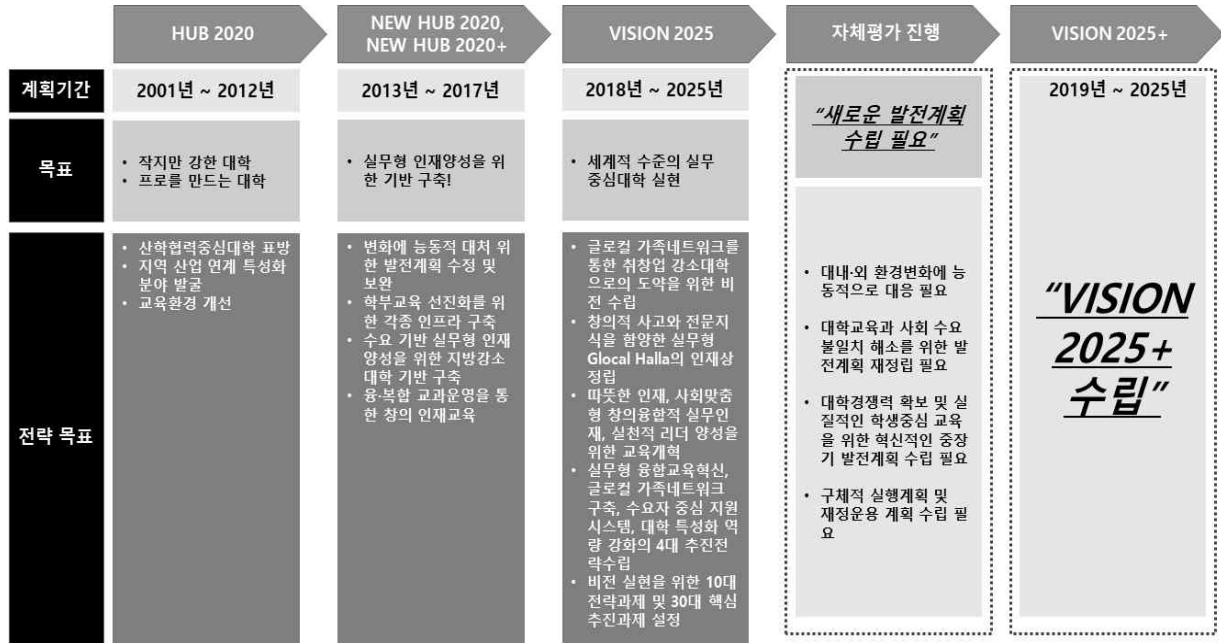 HUB 2020
NEW HUB 2020,
NEW HUB 2020+
VISION 2025
자체평가 진행
VISION 2025+
계획기간
2001년 ~ 2012년
2013년 ~ 2017년
2018년 ~ 2025년
“새로운 발전계획
수립 필요”
2019년 ~ 2025년
목표
• 작지만 강한 대학
• 프로를 만드는 대학
• 실무형 인재양성을 위
한 기반 구축!
• 세계적 수준의 실무
중심대학 실현
전략 목표
• 산학협력중심대학 표방
• 지역 산업 연계 특성화
분야 발굴
• 교육환경 개선
• 변화에 능동적 대처 위
한 발전계획 수정 및
보완
• 학부교육 선진화를 위
한 각종 인프라 구축
• 수요 기반 실무형 인재
양성을 위한 지방강소
대학 기반 구축
• 융·복합 교과운영을 통
한 창의 인재교육
• 글로컬 가족네트워크를
통한 취창업 강소대학
으로의 도약을 위한 비
전 수립
• 창의적 사고와 전문지
식을 함양한 실무형
Glocal Halla의 인재상
정립
• 따뜻한 인재, 사회맞춤
형 창의융합적 실무인
재, 실천적 리더 양성을
위한 교육개혁
• 실무형 융합교육혁신,
글로컬 가족네트워크
구축, 수요자 중심 지원
시스템, 대학 특성화 역
량 강화의 4대 추진전
략수립
• 비전 실현을 위한 10대
전략과제 및 30대 핵심
추진과제 설정
• 대내·외 환경변화에 능
동적으로 대응 필요
• 대학교육과 사회 수요
불일치 해소를 위한 발
전계획 재정립 필요
• 대학경쟁력 확보 및 실
질적인 학생중심 교육
을 위한 혁신적인 중장
기 발전계획 수립 필요
• 구체적 실행계획 및
재정운용 계획 수립 필
요
“VISION
2025+
수립”